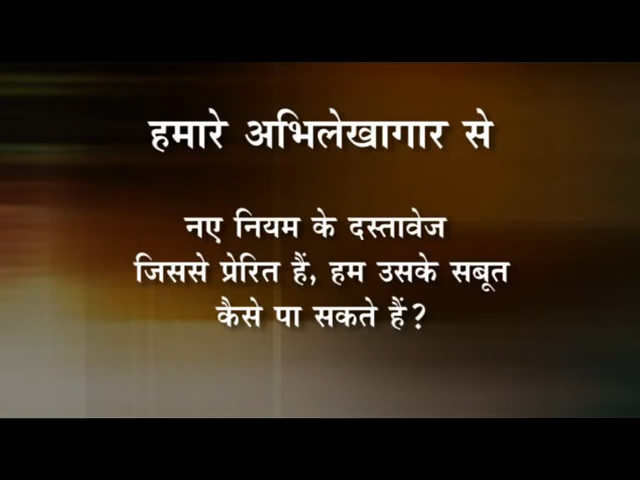 हमारे अभिलेखागार से
नए नियम के दस्तावेज
जिससे प्रेरित हैं, हम उसके सबूत
कैसे पा सकते हैं?